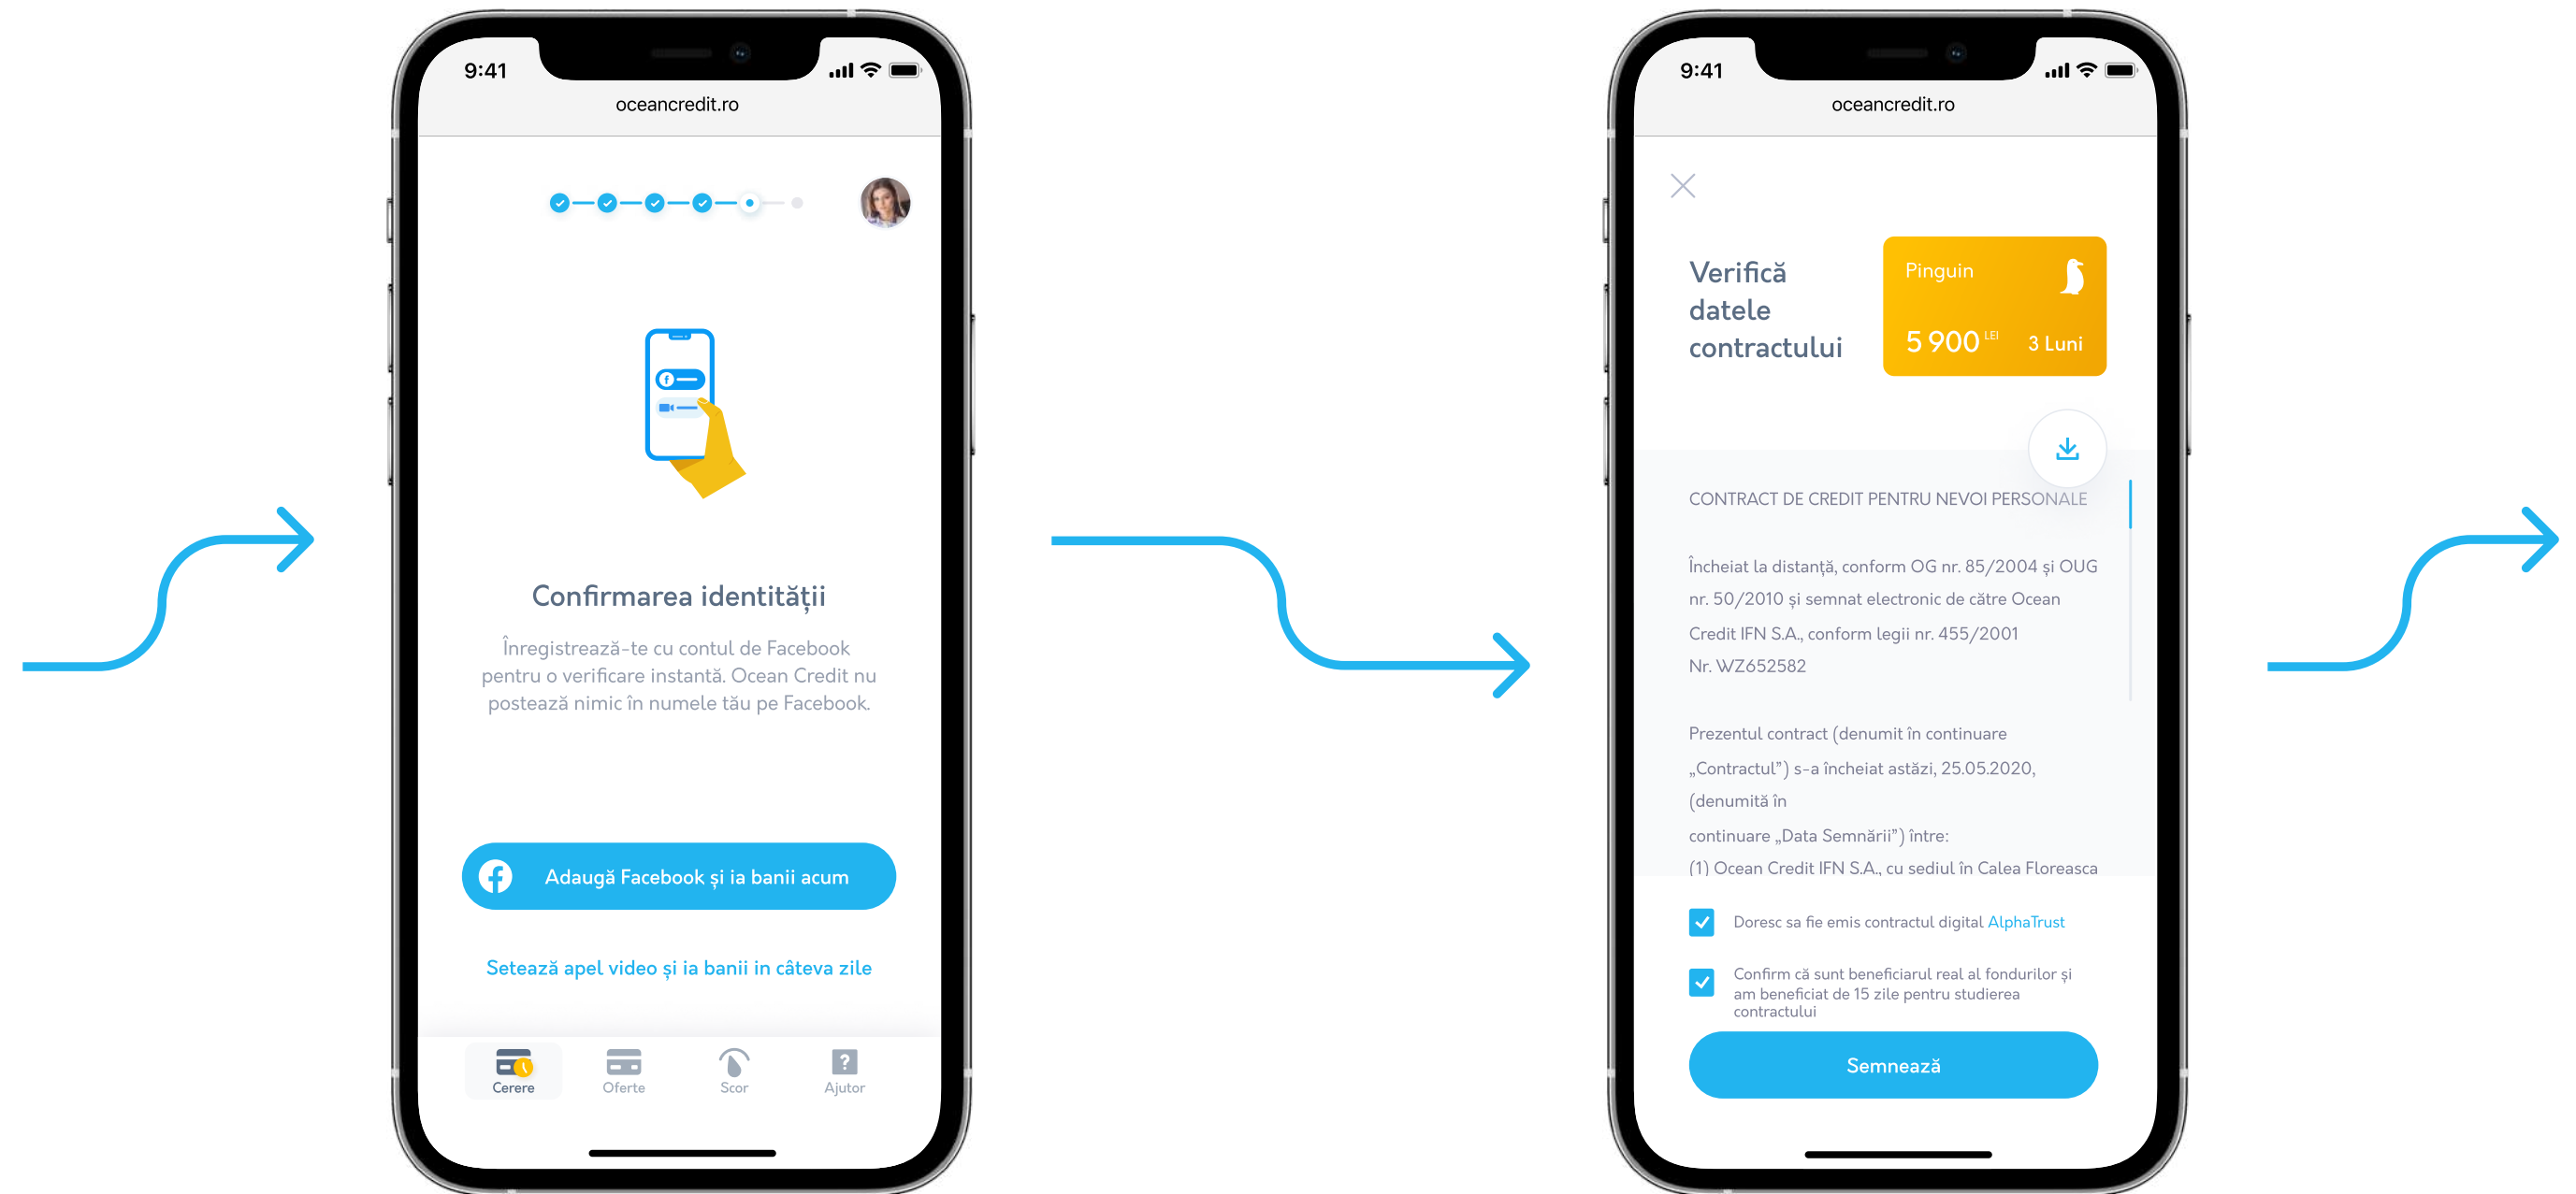 9:41
oceancredit.ro
Confirmarea identității
Înregistrează-te cu contul de Facebook
pentru o verificare instantă. Ocean Credit nu
postează nimic în numele tău pe Facebook.
Adaugă Facebook și ia banii acum
Setează apel video și ia banii in câteva zile
Cerere
Oferte
Scor
Ajutor
9:41
oceancredit.ro
Verifică
datele
contractului
Pinguin
5 900 LEI
3 Luni
CONTRACT DE CREDIT PENTRU NEVOI PERSONALE
Încheiat la distanță, conform OG nr. 85/2004 și OUG
nr. 50/2010 și semnat electronic de către Ocean
Credit IFN S.A., conform legii nr. 455/2001
Nr. WZ652582
Prezentul contract (denumit în continuare
„Contractul”) s-a încheiat astăzi, 25.05.2020,
(denumită în
continuare „Data Semnării”) între:
(1) Ocean Credit IFN S.A., cu sediul în Calea Floreasca
Doresc sa fie emis contractul digital AlphaTrust
Confirm că sunt beneficiarul real al fondurilor și
am beneficiat de 15 zile pentru studierea
contractului
Semnează